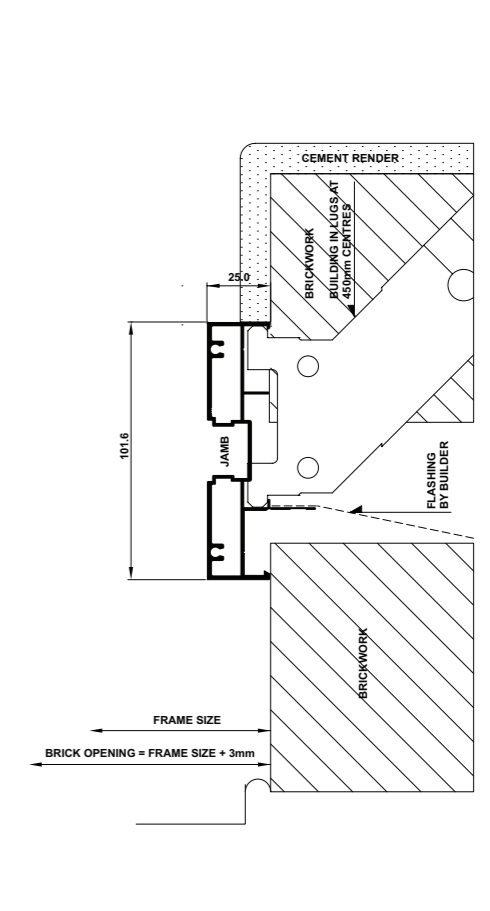 CEMENT RENDER
BRICKWORK
BUILDING IN LUGS AT
450mm CENTRES
25.0
101.6
JAMB
FLASHING
BY BUILDER
BRICKWORK
FRAME SIZE
BRICK OPENING = FRAME SIZE + 3mm